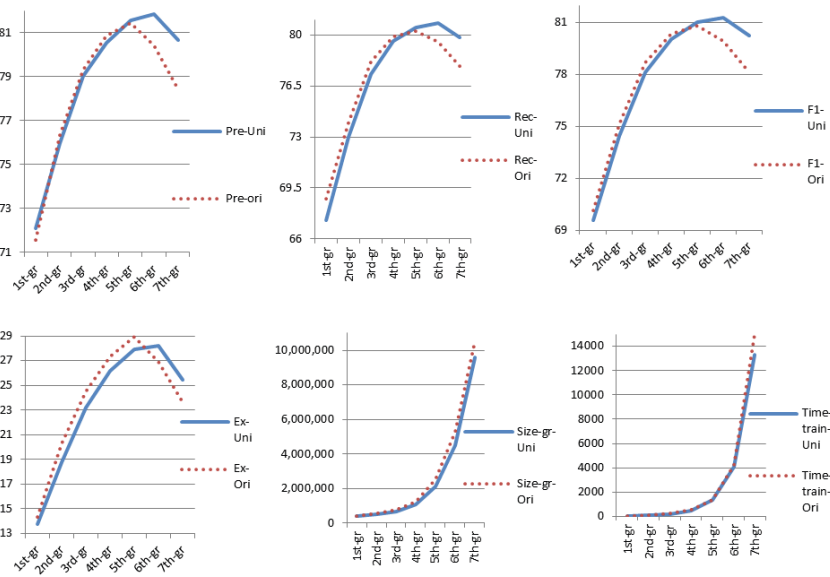 81
79
77
75
73
71
1st-gr
2nd-gr
3rd-gr
4th-gr
5th-gr
6th-gr
7th-gr
Pre-Uni
Pre-ori
80
76.5
73
69.5
66
1st-gr
2nd-gr
3rd-gr
4th-gr
5th-gr
6th-gr
7th-gr
Rec-
Uni
Rec-
Ori
81
78
75
72
69
1st-gr
2nd-gr
3rd-gr
4th-gr
5th-gr
6th-gr
7th-gr
F1-
Uni
F1-
Ori
29
27
25
23
21
19
17
15
13
1st-gr
2nd-gr
3rd-gr
4th-gr
5th-gr
6th-gr
7th-gr
Ex-
Uni
Ex-
Ori
10,000,000
8,000,000
6,000,000
4,000,000
2,000,000
0
1st-gr
2nd-gr
3rd-gr
4th-gr
5th-gr
6th-gr
7th-gr
Size-gr-
Uni
Size-gr-
Ori
14000
12000
10000
8000
6000
4000
2000
0
1st-gr
2nd-gr
3rd-gr
4th-gr
5th-gr
6th-gr
7th-gr
Time-
train-
Uni
Time-
train-
Ori